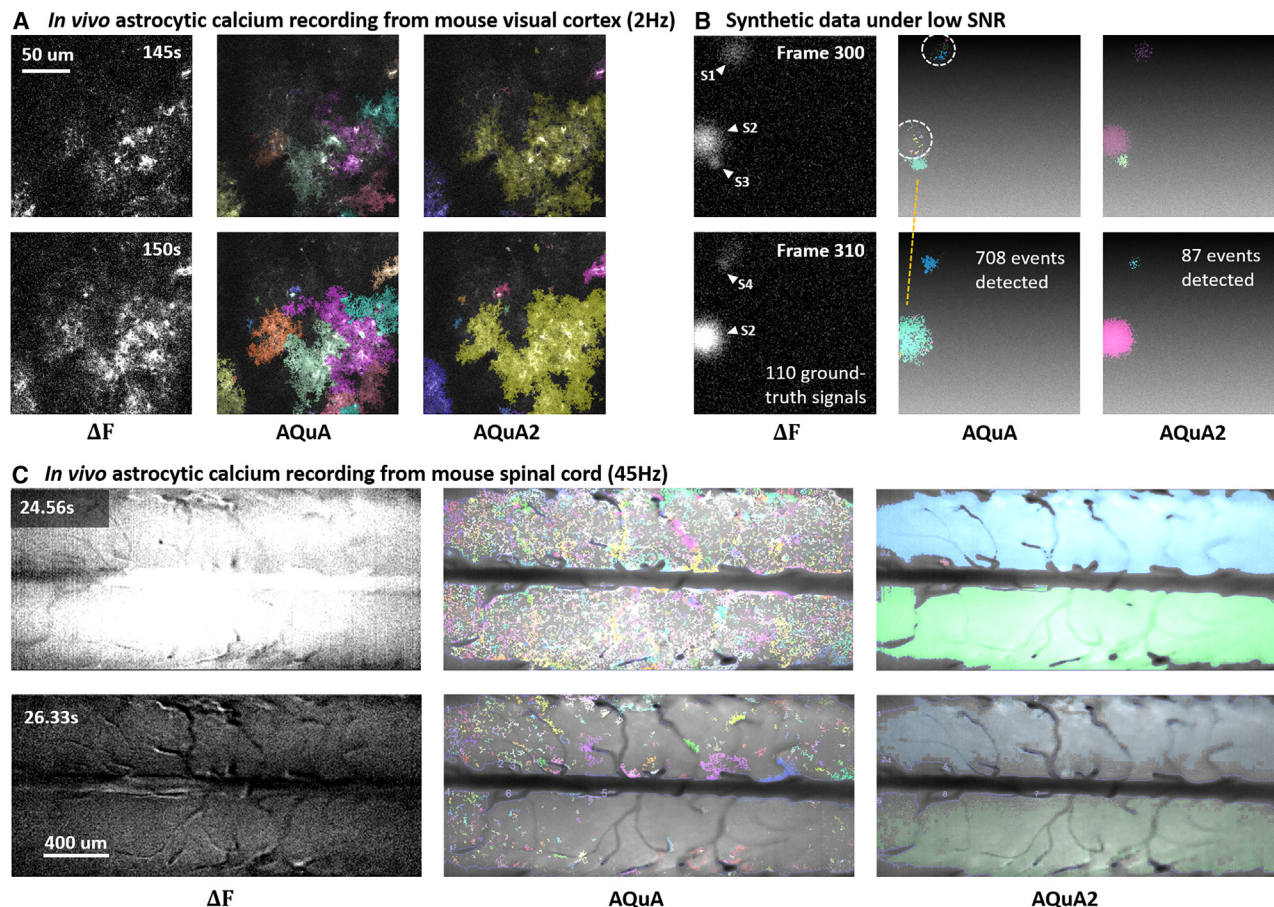 A In vivo astrocytic calcium recording from mouse visual cortex (2Hz)
50 um
145s
150s
ΔF
AQuA
AQuA2
B Synthetic data under low SNR
Frame 300
S1
S2
S3
Frame 310
S4
S2
110 ground-
truth signals
708 events
detected
87 events
detected
ΔF
AQuA
AQuA2
C In vivo astrocytic calcium recording from mouse spinal cord (45Hz)
24.56s
26.33s
400 um
ΔF
AQuA
AQuA2